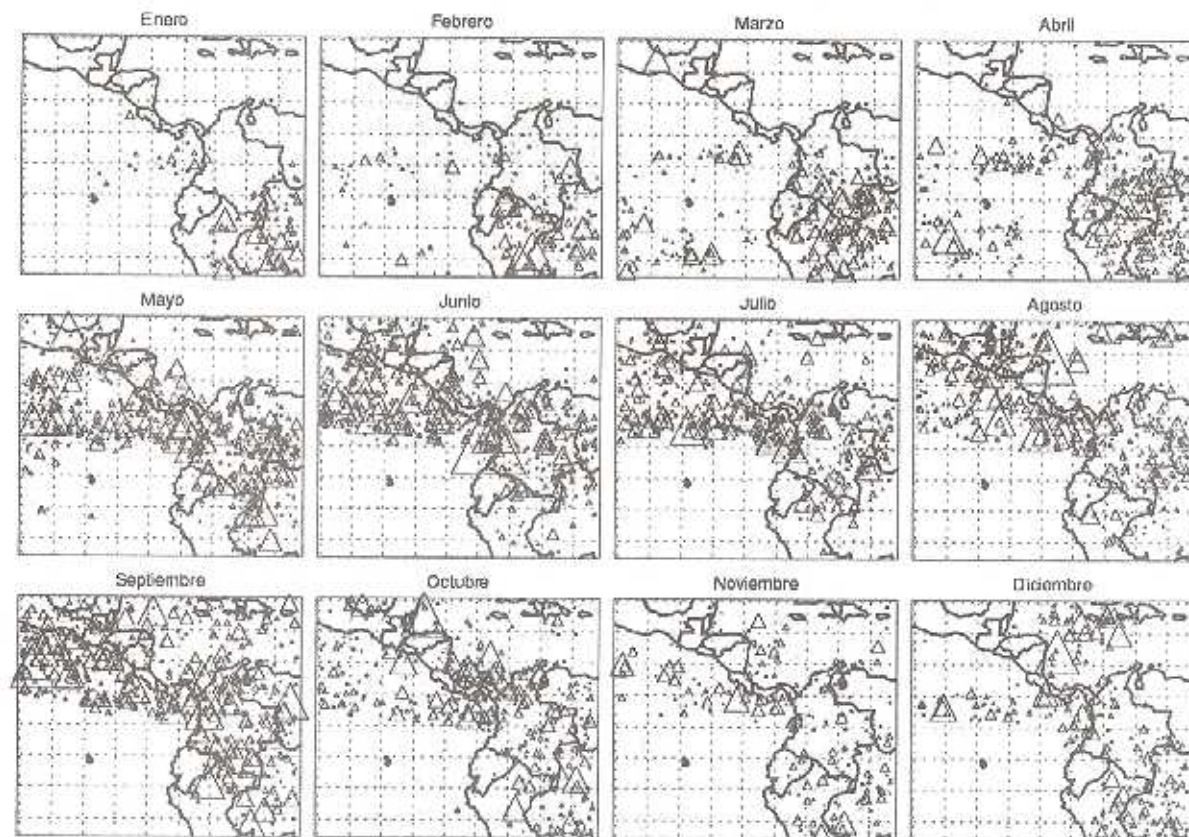 Enero
Febrero
Marzo
Abril
Mayo
Junio
Julio
Agosto
Septiembre
Octubre
Noviembre
Diciembre